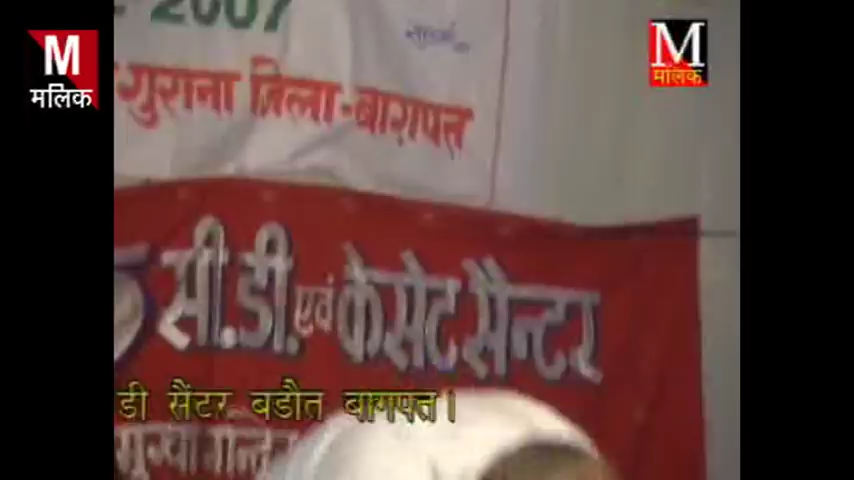 2007
M
मलिक
M
मलिक
गुराना जिला-बागपत
सी.डी. एवं केसेट सैन्टर
डी सैंटर बडौत बागपत।